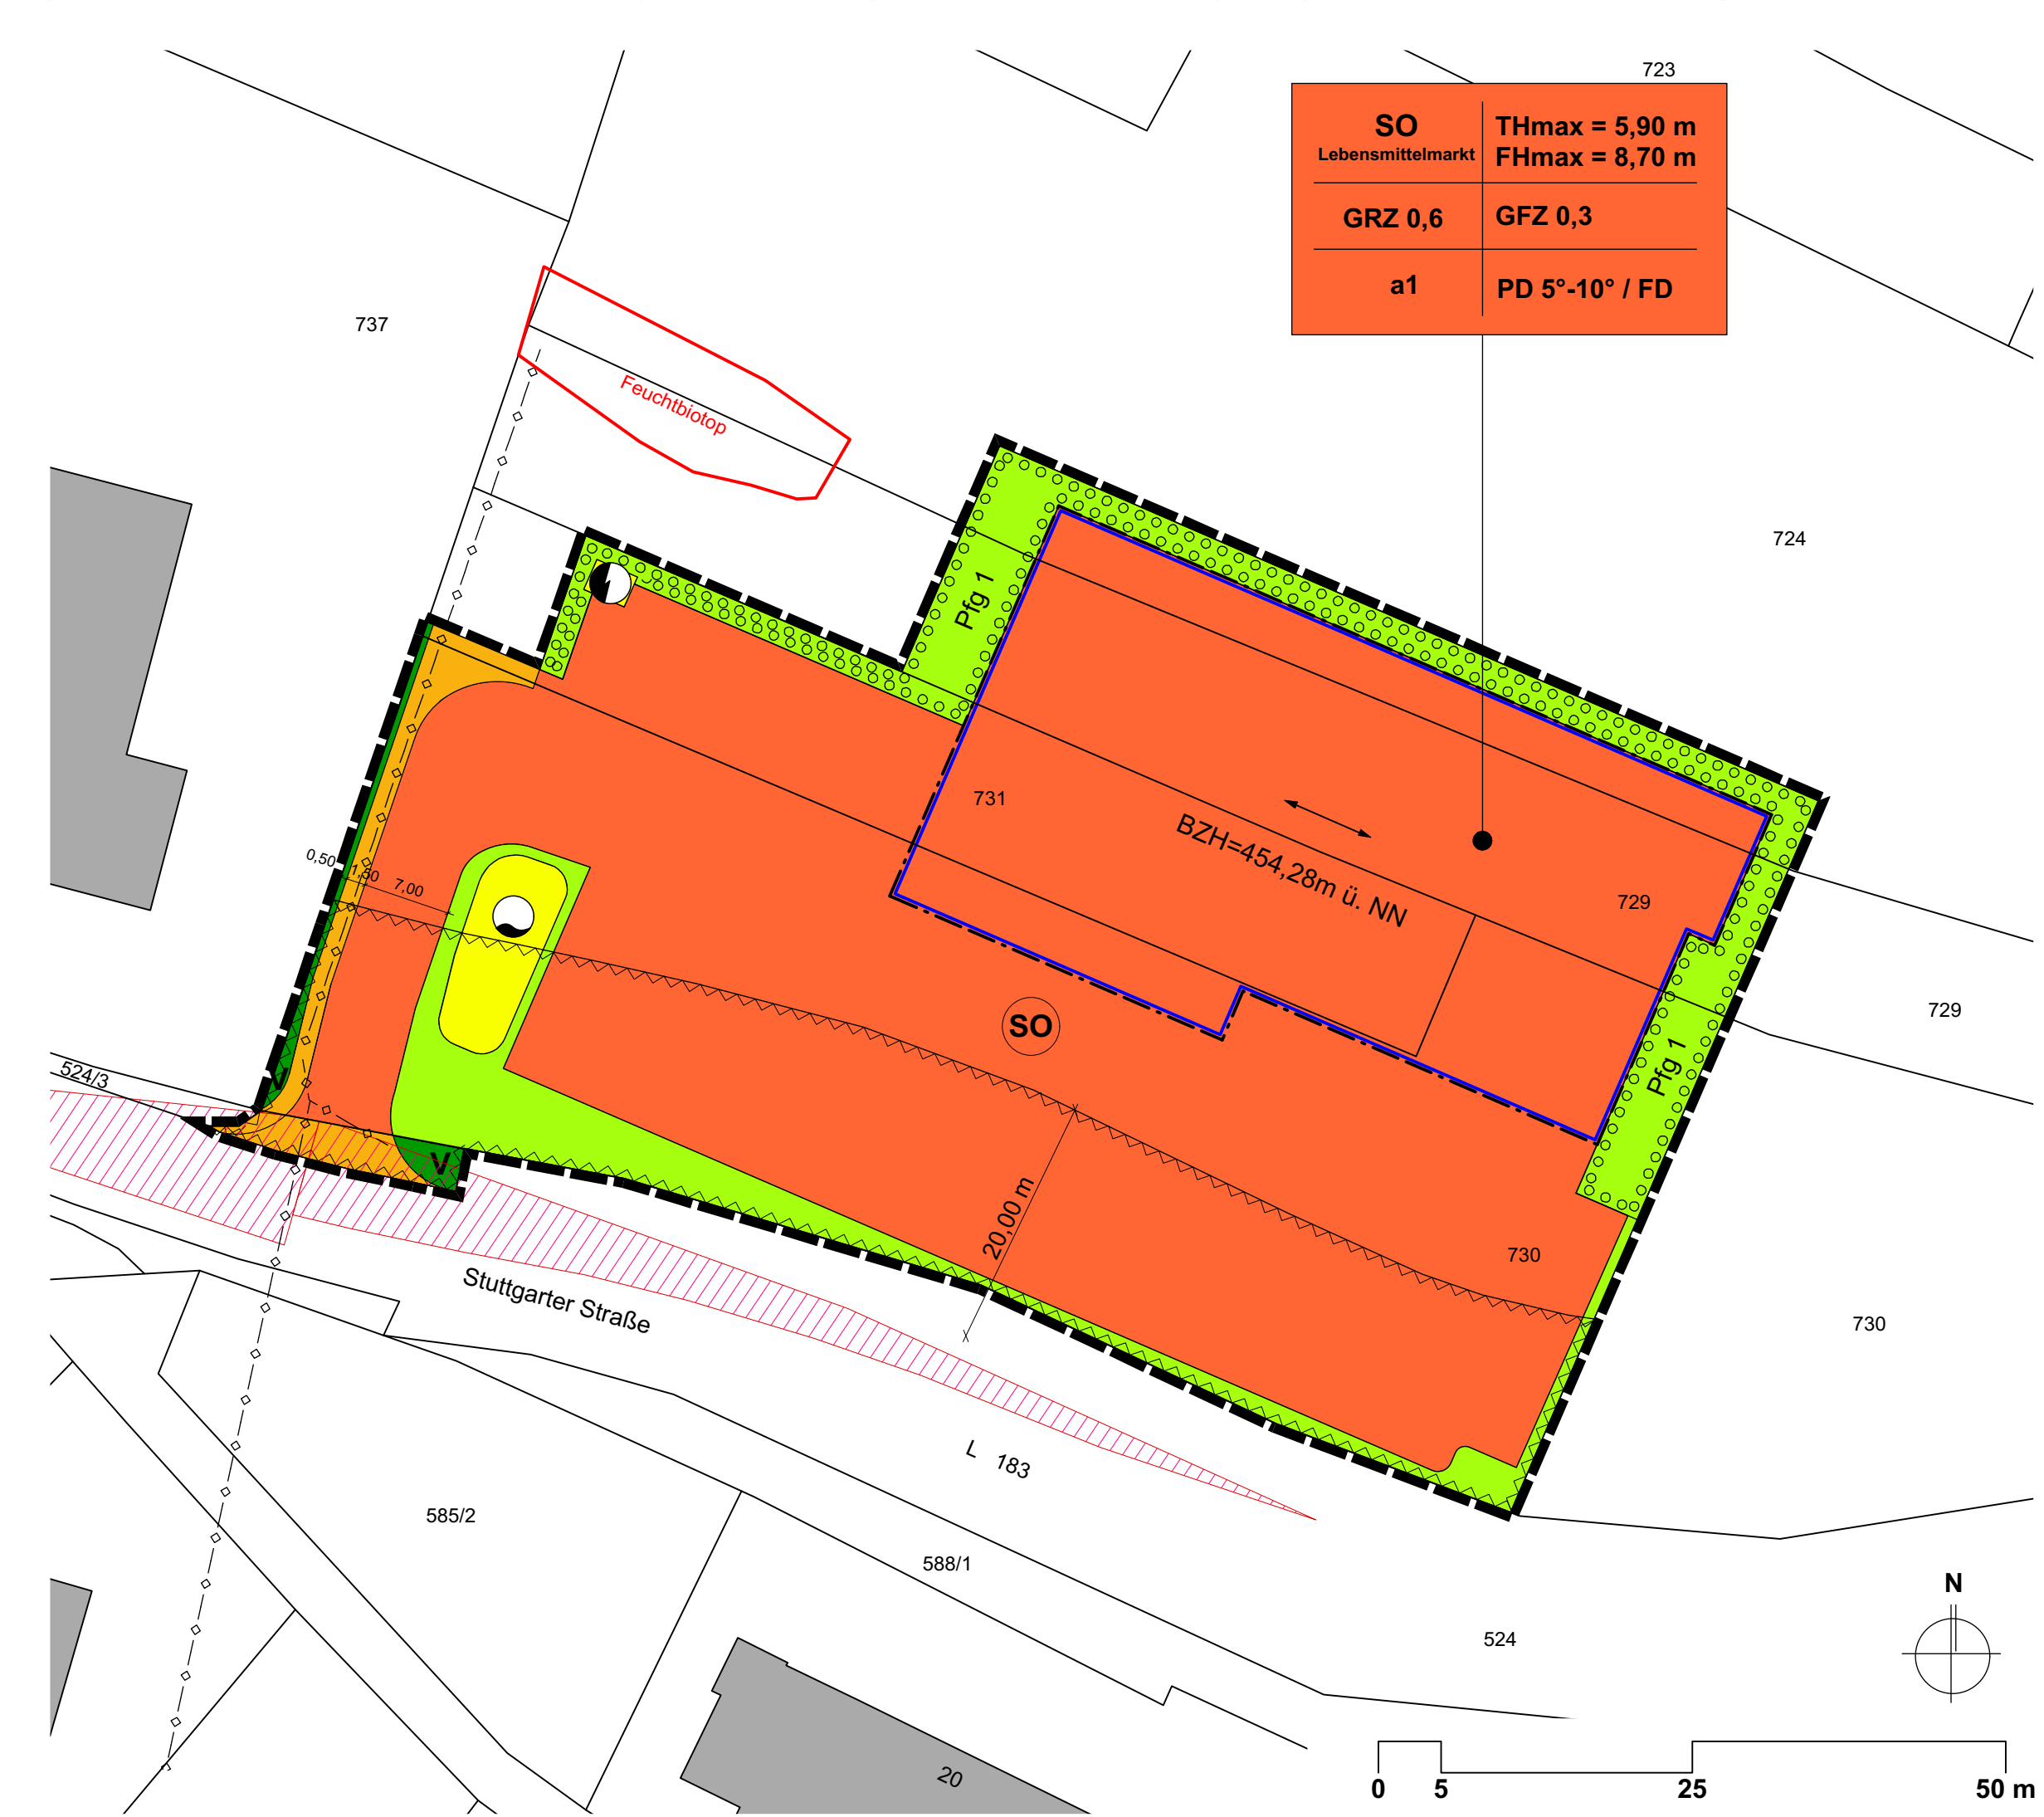 723
SO
Lebensmittelmarkt
THmax = 5,90 m
FHmax = 8,70 m
GRZ 0,6
GFZ 0,3
a1
PD 5°-10° / FD
737
Feuchtbiotop
724
Pfg 1
731
BZH=454,28m ü. NN
0,50
1,50
7,00
729
SO
729
524/3
V
V
Pfg 1
20,00 m
730
Stuttgarter Straße
730
L 183
585/2
588/1
524
N
20
0 5 25 50 m